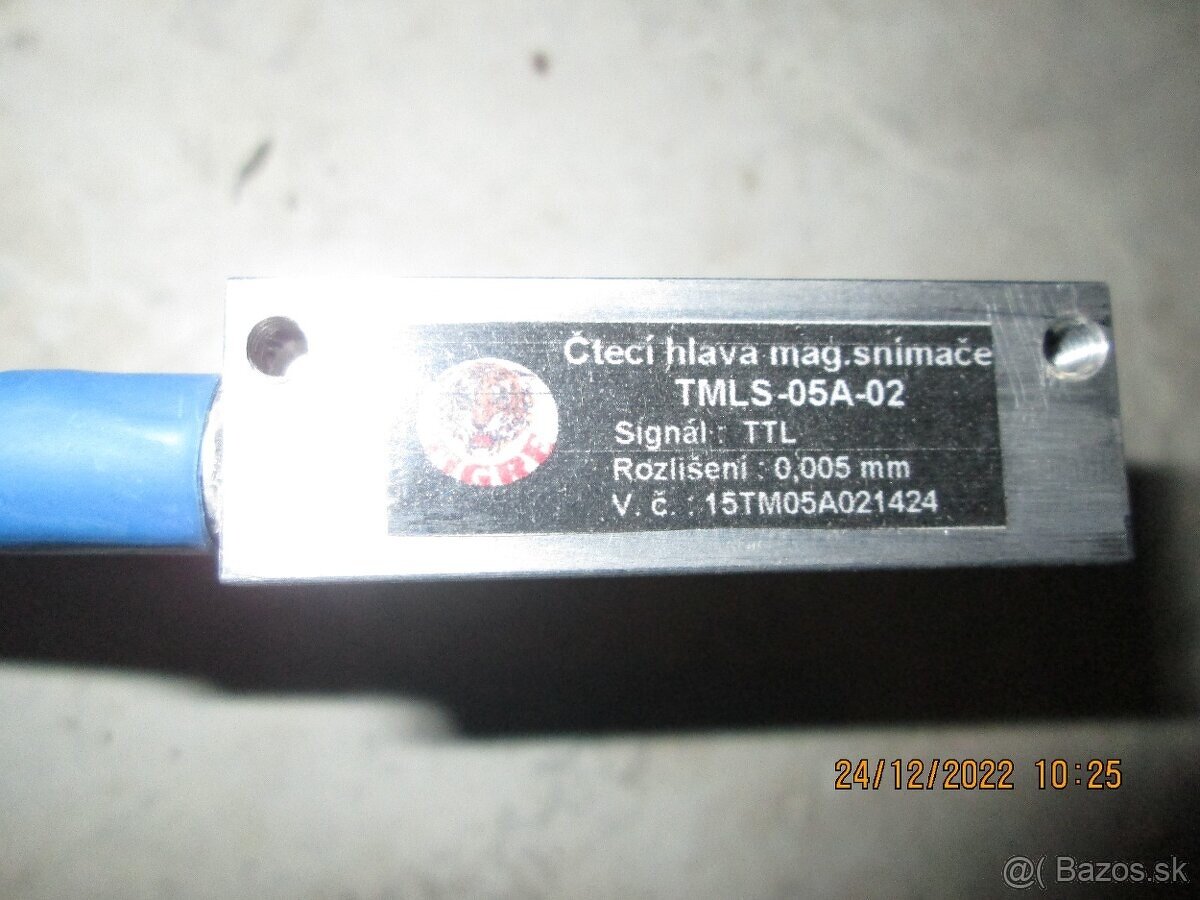 Čtecí hlava mag.snímače
TMLS-05A-02
Signál : TTL
Rozlišení : 0,005 mm
V. č. : 15TM05A021424
24/12/2022 10:25
@( Bazos.sk